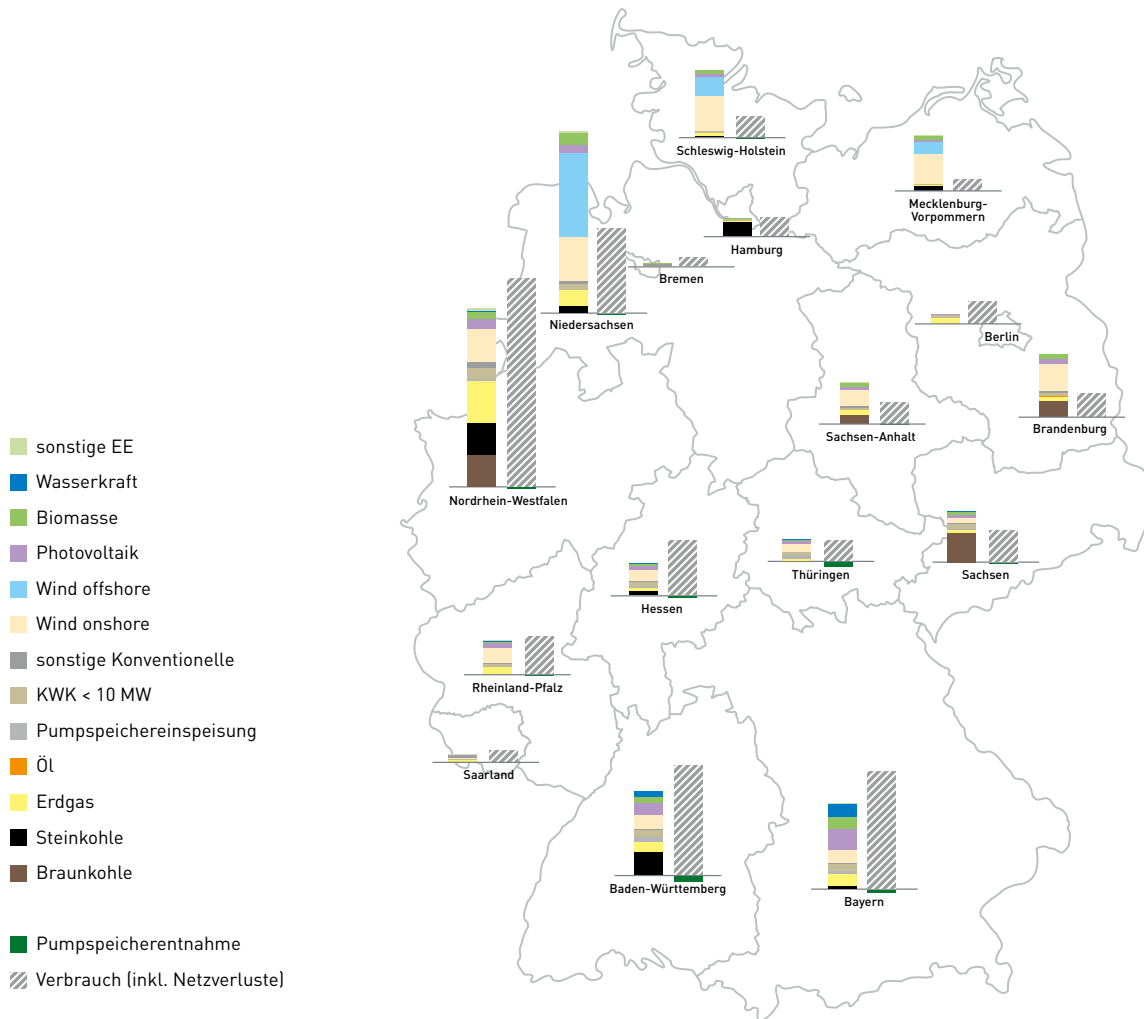 Schleswig-Holstein
Mecklenburg-
Vorpommern
Hamburg
Bremen
Niedersachsen
Berlin
Brandenburg
Sachsen-Anhalt
Nordrhein-Westfalen
Thüringen
Sachsen
Hessen
Rheinland-Pfalz
Saarland
Baden-Württemberg
Bayern
sonstige EE
Wasserkraft
Biomasse
Photovoltaik
Wind offshore
Wind onshore
sonstige Konventionelle
KWK < 10 MW
Pumpspeichereinspeisung
Öl
Erdgas
Steinkohle
Braunkohle
Pumpspeicherentnahme
Verbrauch (inkl. Netzverluste)